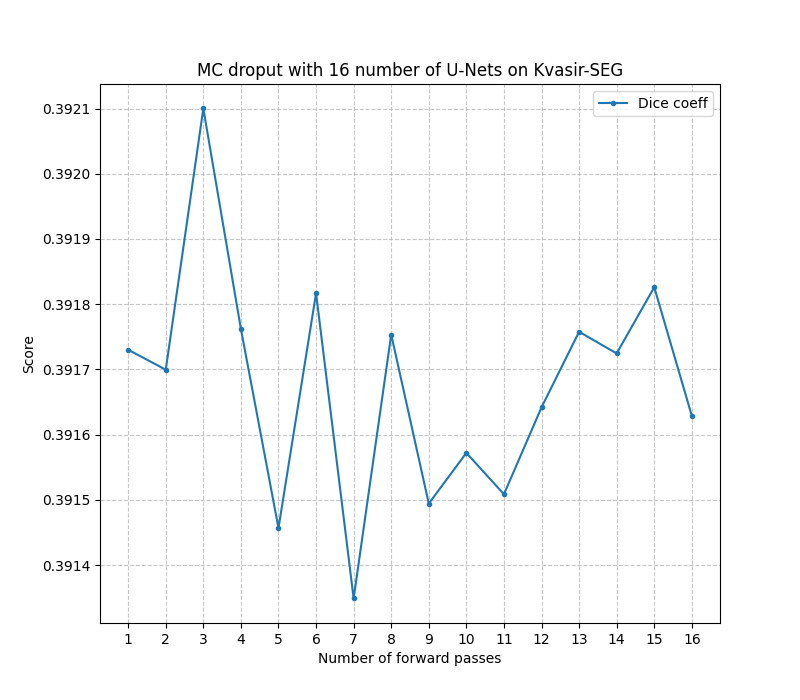 MC droput with 16 number of U-Nets on Kvasir-SEG
Dice coeff
0.3921
0.3920
0.3919
0.3918
0.3917
0.3916
0.3915
0.3914
Score
1 2 3 4 5 6 7 8 9 10 11 12 13 14 15 16
Number of forward passes